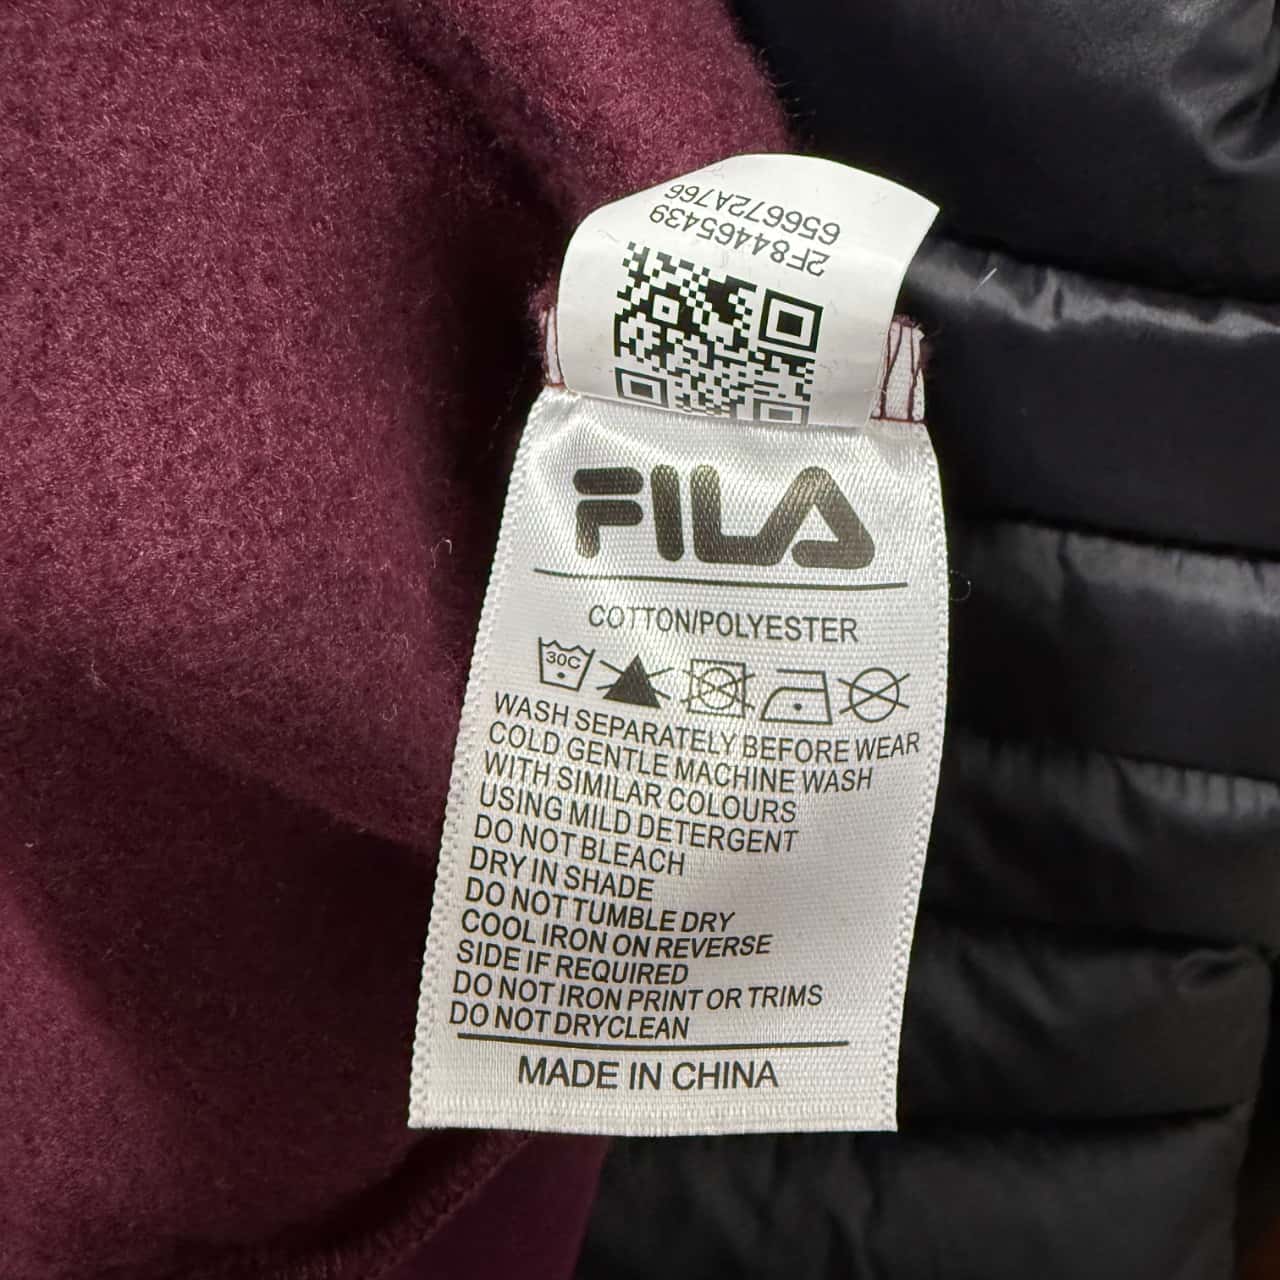 2F84465439
656672A766
FILA
COTTON/POLYESTER
30C
WASH SEPARATELY BEFORE WEAR
COLD GENTLE MACHINE WASH
WITH SIMILAR COLOURS
USING MILD DETERGENT
DO NOT BLEACH
DRY IN SHADE
DO NOT TUMBLE DRY
COOL IRON ON REVERSE
SIDE IF REQUIRED
DO NOT IRON PRINT OR TRIMS
DO NOT DRYCLEAN
MADE IN CHINA